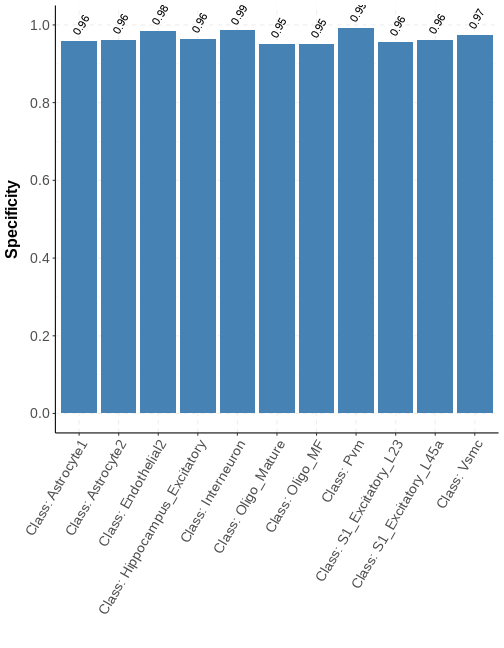 0.96
0.96
0.98
0.96
0.99
0.95
0.95
0.99
0.96
0.96
0.97
1.0
0.8
0.6
0.4
0.2
0.0
Specificity
Class: Astrocyte1
Class: Astrocyte2
Class: Endothelial2
Class: Hippocampus_Excitatory
Class: Interneuron
Class: Oligo_Mature
Class: Oligo_MF
Class: Pvm
Class: S1_Excitatory_L23
Class: S1_Excitatory_L45a
Class: Vsmc